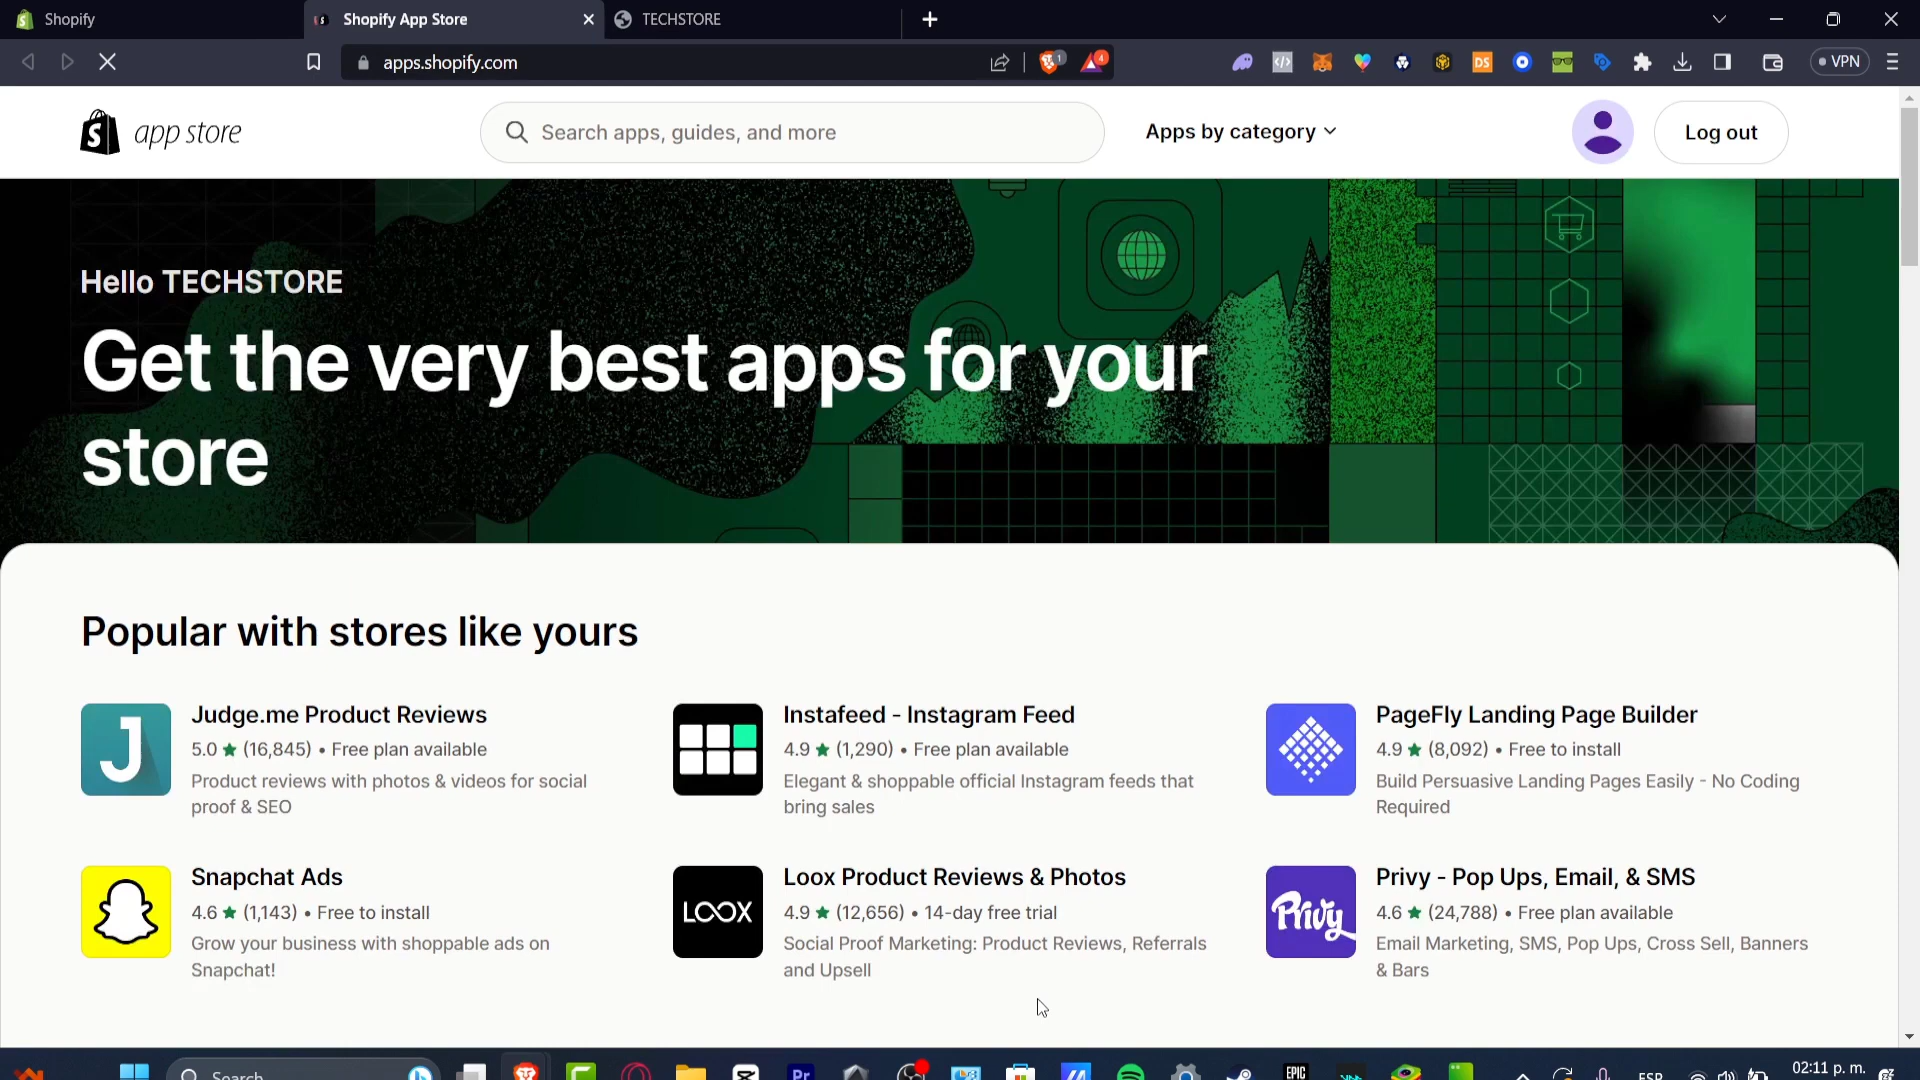 Shopify
Shopify App Store
TECHSTORE
apps.shopify.com
1
4
DS
VPN
app store
Search apps, guides, and more
Apps by category
Log out
Hello TECHSTORE
Get the very best apps for your
store
Popular with stores like yours
Judge.me Product Reviews
5.0 ★ (16,845) • Free plan available
Product reviews with photos & videos for social
proof & SEO
Instafeed - Instagram Feed
4.9 ★ (1,290) • Free plan available
Elegant & shoppable official Instagram feeds that
bring sales
PageFly Landing Page Builder
4.9 ★ (8,092) • Free to install
Build Persuasive Landing Pages Easily - No Coding
Required
Snapchat Ads
4.6 ★ (1,143) • Free to install
Grow your business with shoppable ads on
Snapchat!
LOOX
Loox Product Reviews & Photos
4.9 ★ (12,656) • 14-day free trial
Social Proof Marketing: Product Reviews, Referrals
and Upsell
Privy
Privy - Pop Ups, Email, & SMS
4.6 ★ (24,788) • Free plan available
Email Marketing, SMS, Pop Ups, Cross Sell, Banners
& Bars
Search
Pr
EPIC
ESP
02:11 p. m.